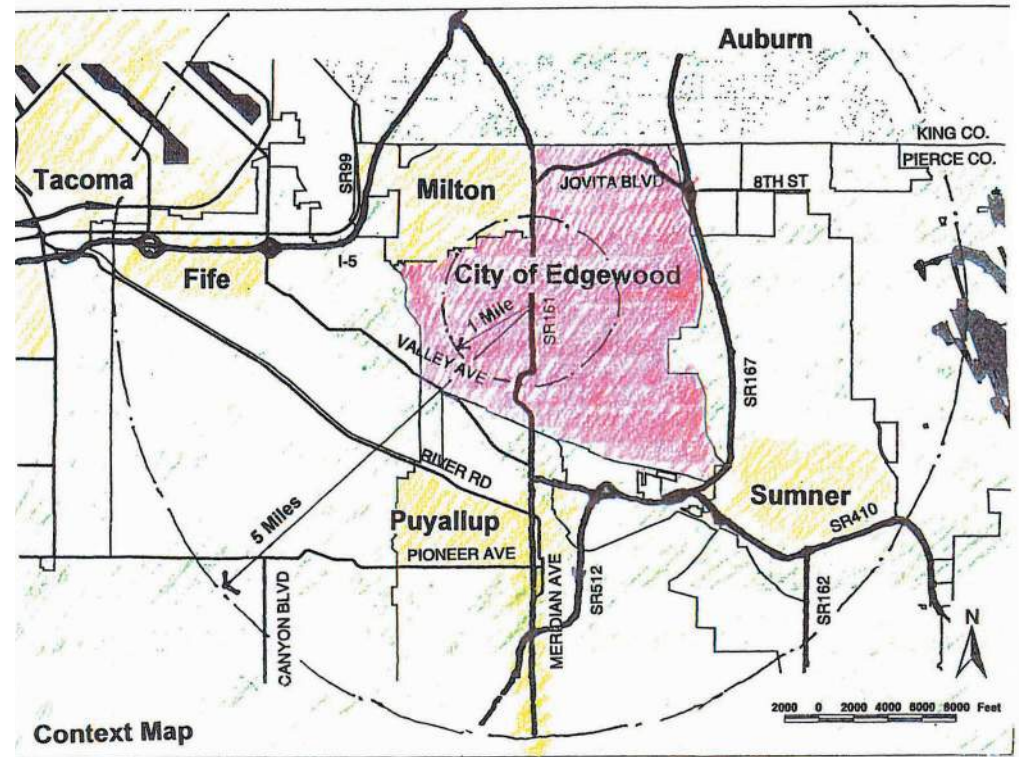 Auburn
KING CO.
PIERCE CO.
Tacoma
SR99
Milton
JOVITA BLVD
8TH ST
Fife
I-5
City of Edgewood
1 Mile
SR161
VALLEY AVE
SR167
RIVER RD
5 Miles
Puyallup
Sumner
SR410
PIONEER AVE
CANYON BLVD
MERIDIAN AVE
SR512
SR162
N
2000 0 2000 4000 6000 8000 Feet
Context Map